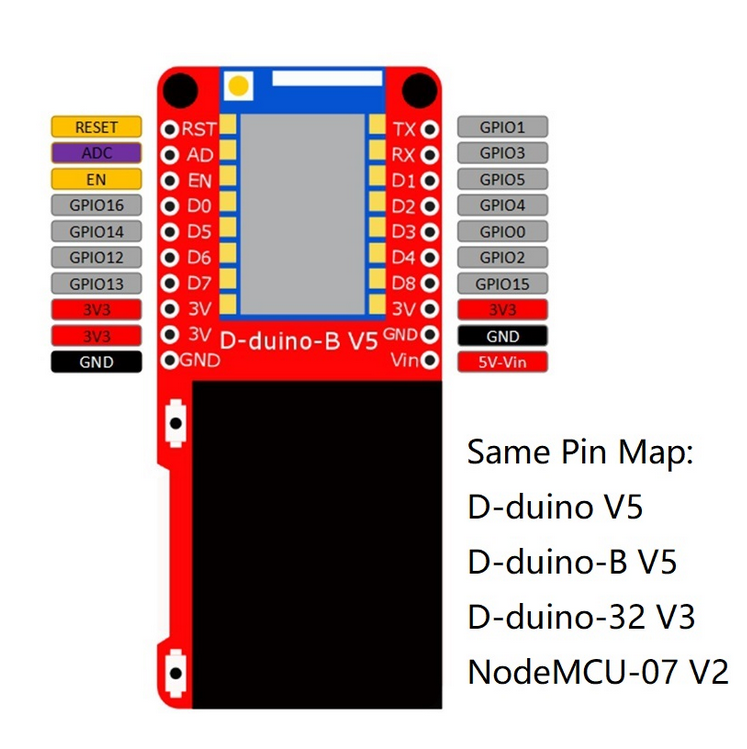 RESET RST TX GPIO1
ADC AD RX GPIO3
EN EN D1 GPIO5
GPIO16 D0 D2 GPIO4
GPIO14 D5 D3 GPIO0
GPIO12 D6 D4 GPIO2
GPIO13 D7 D8 GPIO15
3V3 3V 3V 3V3
3V3 3V D-duino-B V5 GND GND
GND GND Vin 5V-Vin
Same Pin Map:
D-duino V5
D-duino-B V5
D-duino-32 V3
NodeMCU-07 V2